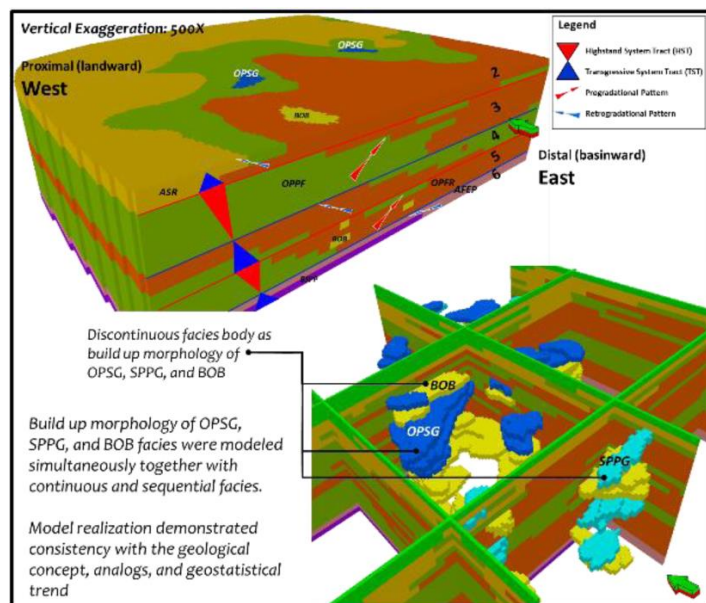 Vertical Exaggeration: 500X
Proximal (landward)
West
OPSG
OPSG
BOB
Legend
Highstand System Tract (HST)
Transgressive System Tract (TST)
Progradational Pattern
Retrogradational Pattern
2
3
4
5
6
Distal (basinward)
East
ASR
OPPF
OPFR
AFEP
BOB
Discontinuous facies body as
build up morphology of
OPSG, SPPG, and BOB
BOB
OPSG
SPPG
Build up morphology of OPSG,
SPPG, and BOB facies were modeled
simultaneously together with
continuous and sequential facies.
Model realization demonstrated
consistency with the geological
concept, analogs, and geostatistical
trend